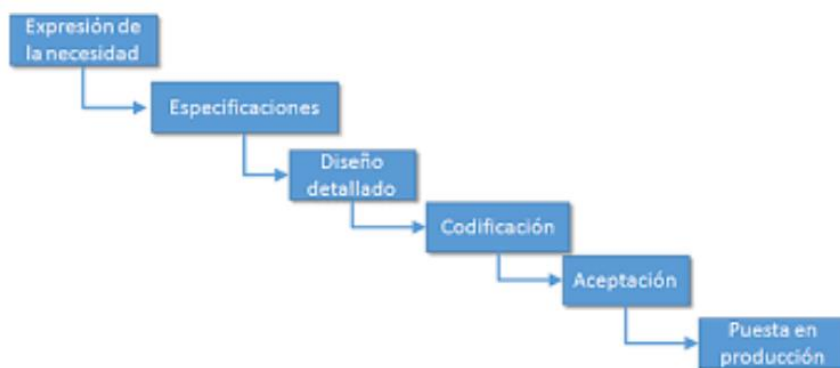 Expresión de
la necesidad
Especificaciones
Diseño
detallado
Codificación
Aceptación
Puesta en
producción